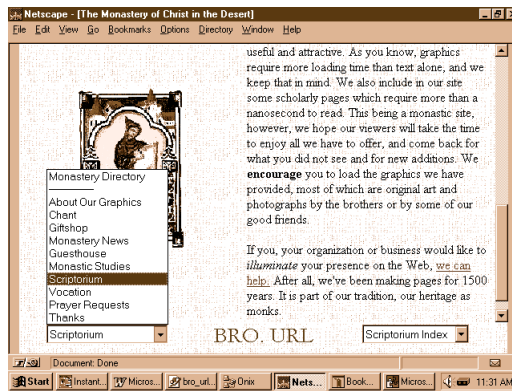 Netscape - [The Monastery of Christ in the Desert]
File Edit View Go Bookmarks Options Directory Window Help
useful and attractive. As you know, graphics
require more loading time than text alone, and we
keep that in mind. We also include in our site
some scholarly pages which require more than a
nanosecond to read. This being a monastic site,
however, we hope our viewers will take the time
to enjoy all we have to offer, and come back for
what you did not see and for new additions. We
encourage you to load the graphics we have
provided, most of which are original art and
photographs by the brothers or by some of our
good friends.
If you, your organization or business would like to
illuminate your presence on the Web, we can
help: After all, we've been making pages for 1500
years. It is part of our tradition, our heritage as
monks.
Monastery Directory
About Our Graphics
Chant
Giftshop
Monastery News
Guesthouse
Monastic Studies
Scriptorium
Vocation
Prayer Requests
Thanks
Scriptorium
BRO. URL
Scriptorium Index
Document: Done
Start Instant... Micros... bro_url... Onix Nets... Book... Micros... 11:31 AM